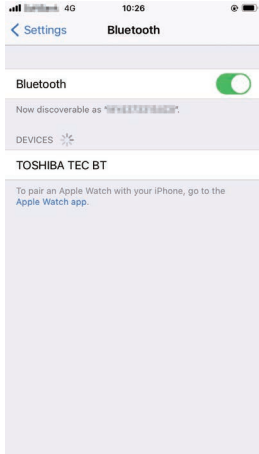 4G 10:26
Settings Bluetooth
Bluetooth
Now discoverable as "
DEVICES
TOSHIBA TEC BT
To pair an Apple Watch with your iPhone, go to the
Apple Watch app.